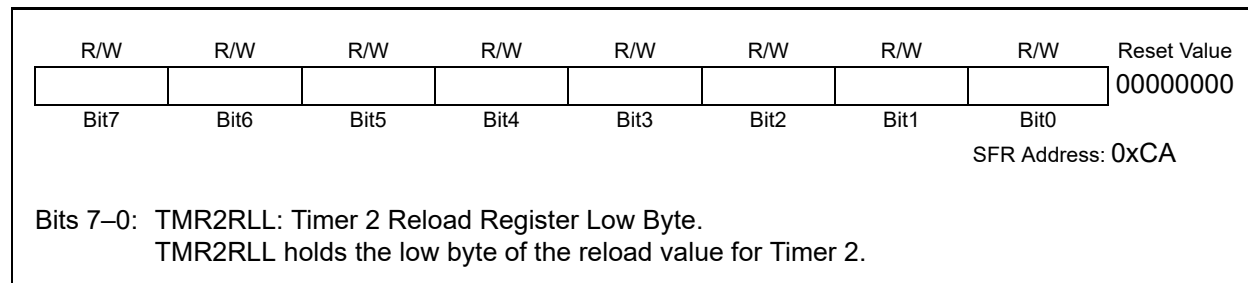 R/W R/W R/W R/W R/W R/W R/W R/W Reset Value
00000000
Bit7 Bit6 Bit5 Bit4 Bit3 Bit2 Bit1 Bit0
SFR Address: 0xCA
Bits 7–0: TMR2RLL: Timer 2 Reload Register Low Byte.
TMR2RLL holds the low byte of the reload value for Timer 2.